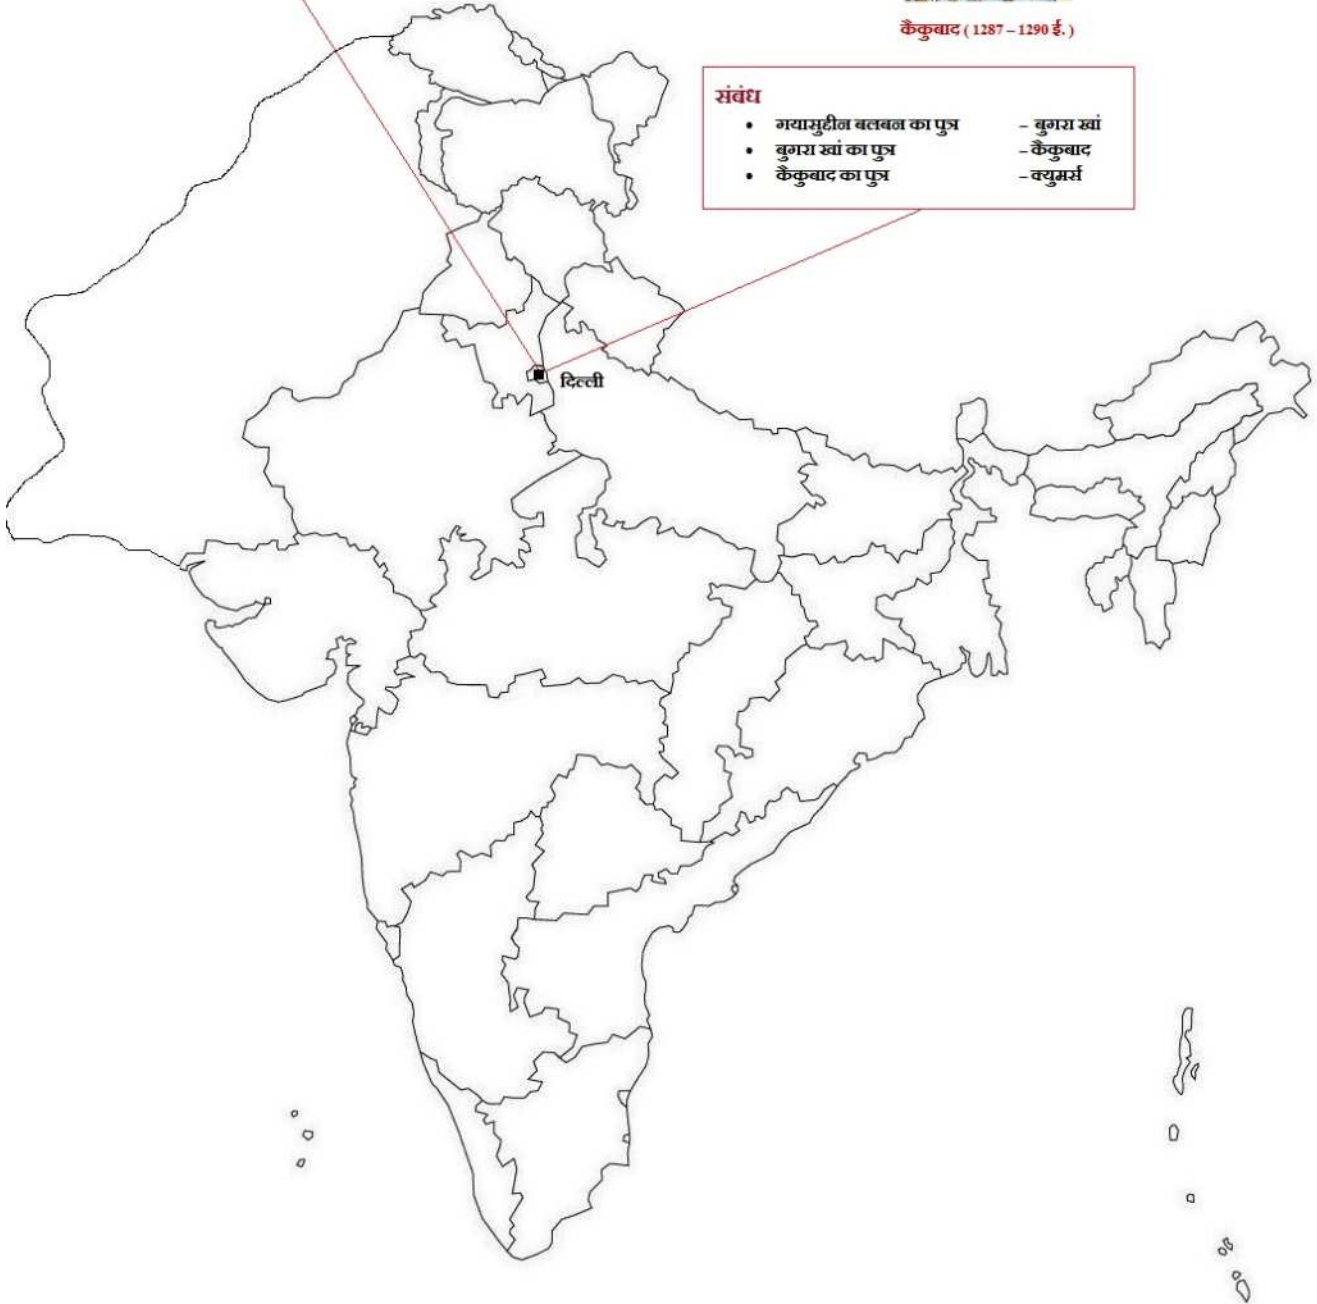 कैकुबाद ( 1287 – 1290 ई. )
संबंध
• गयासुद्दीन बलबन का पुत्र – बुगरा खां
• बुगरा खां का पुत्र – कैकुबाद
• कैकुबाद का पुत्र – क्युमर्स
दिल्ली